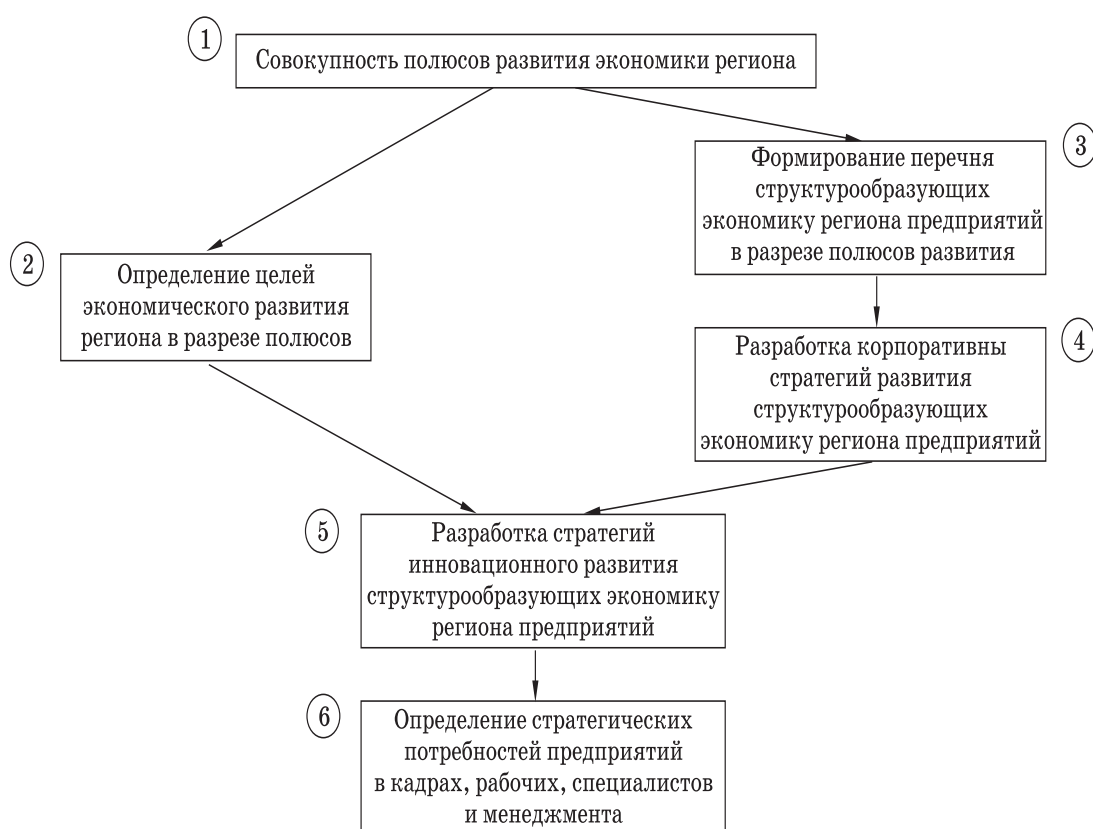 1
Совокупность полюсов развития экономики региона
3
Формирование перечня
структурообразующих
экономику региона предприятий
в разрезе полюсов развития
2
Определение целей
экономического развития
региона в разрезе полюсов
4
Разработка корпоративны
стратегий развития
структурообразующих
экономику региона предприятий
5
Разработка стратегий
инновационного развития
структурообразующих экономику
региона предприятий
6
Определение стратегических
потребностей предприятий
в кадрах, рабочих, специалистов
и менеджмента